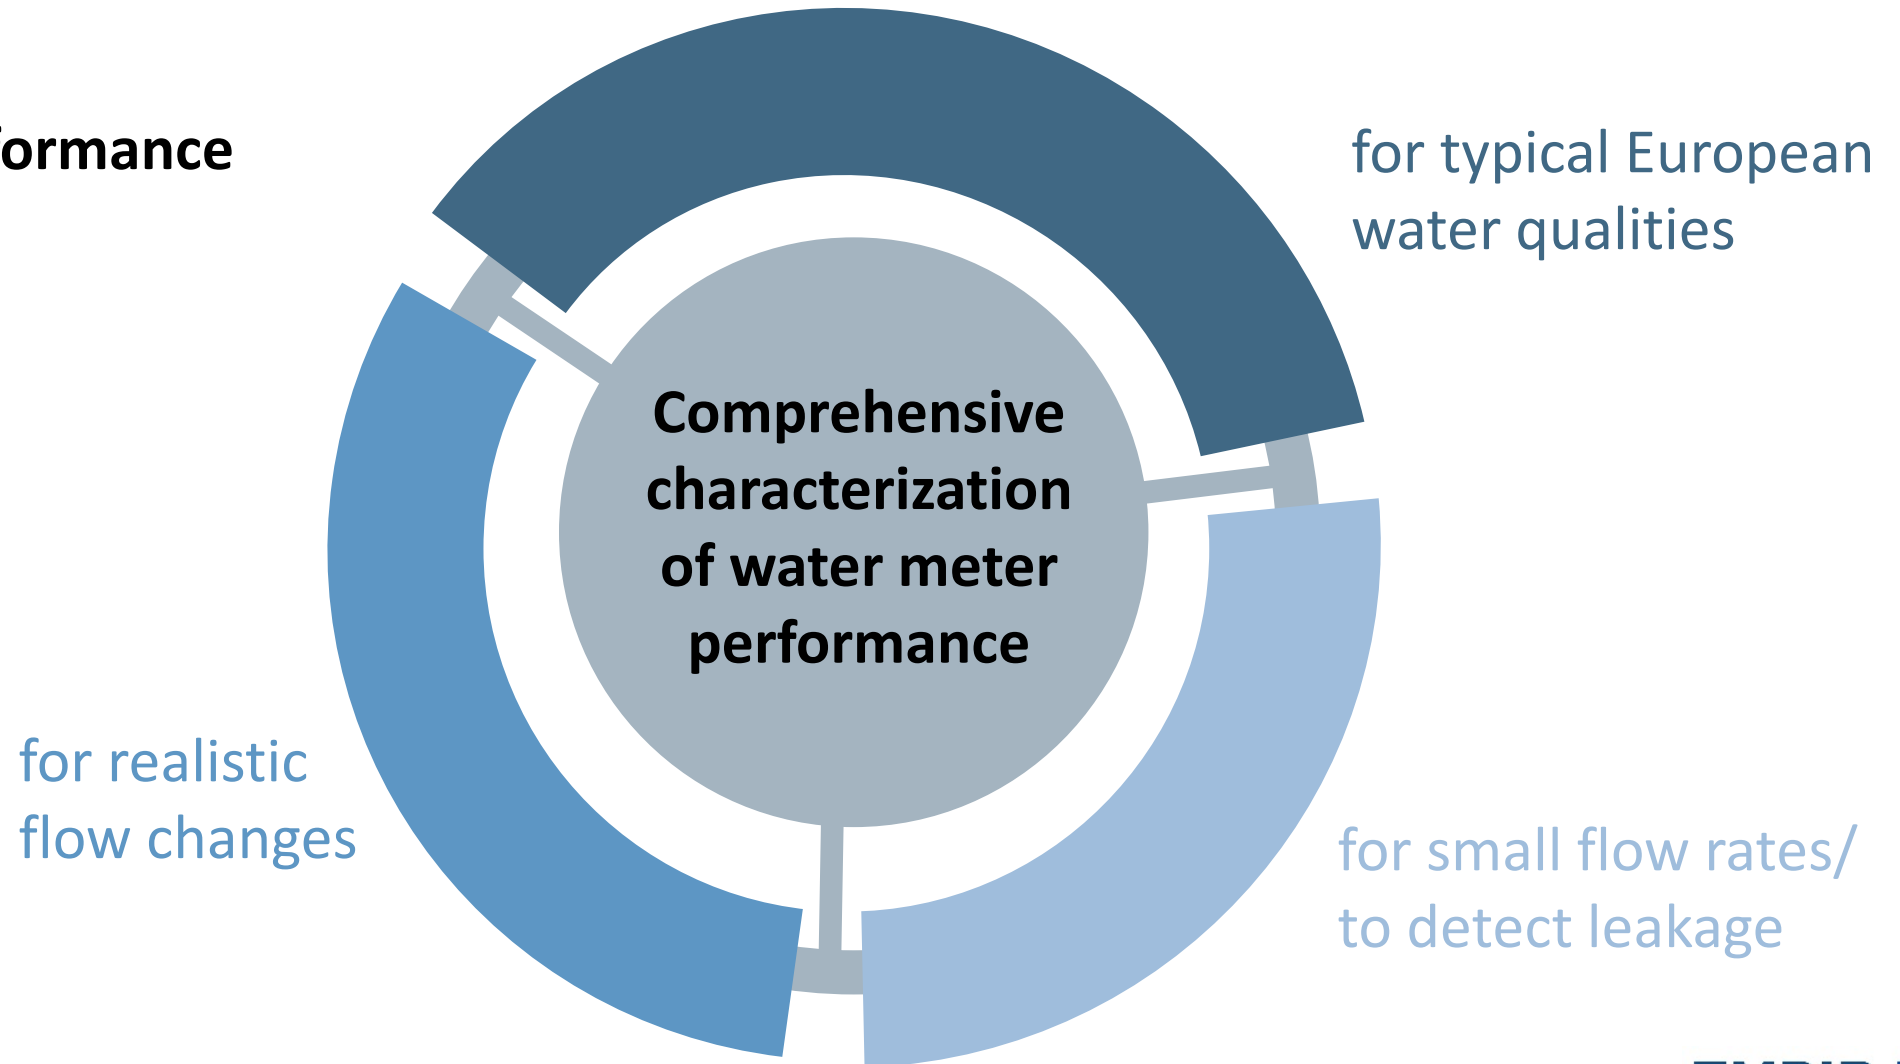 formance
for typical European
water qualities
Comprehensive
characterization
of water meter
performance
for realistic
flow changes
for small flow rates/
to detect leakage